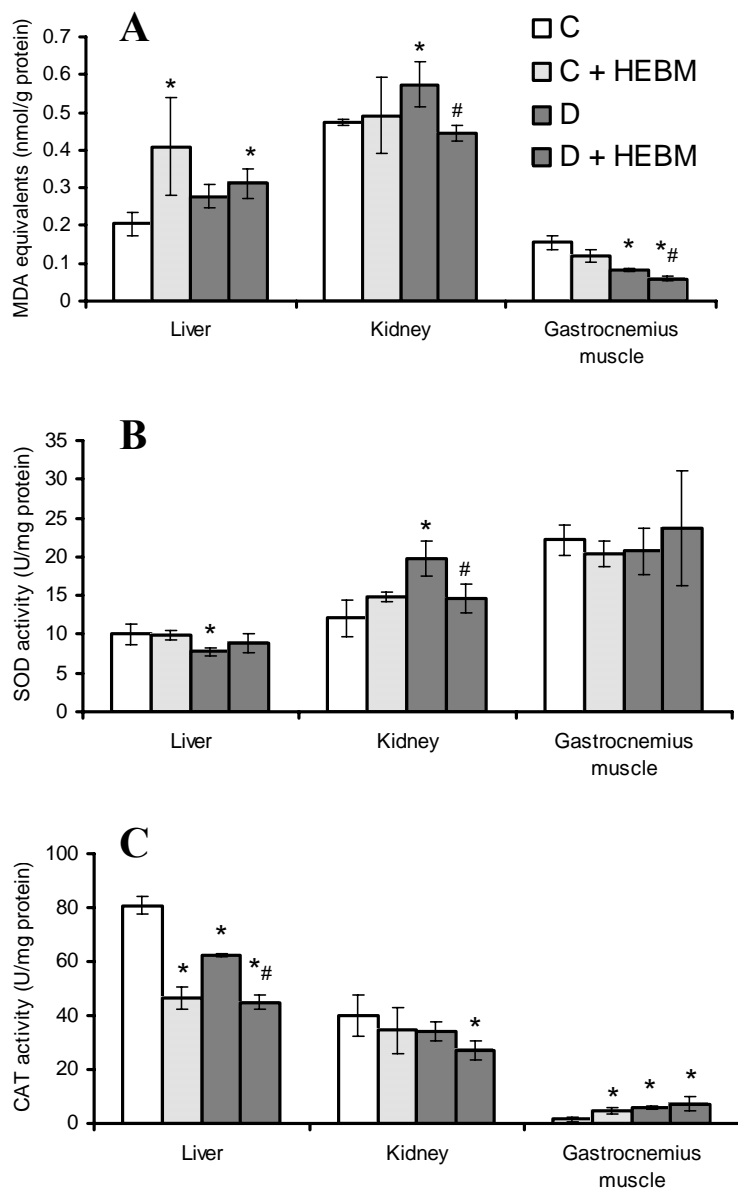 A
MDA equivalents (nmol/g protein)
0.7
0.6
0.5
0.4
0.3
0.2
0.1
0
*
*
*
#
*
*#
C
C + HEBM
D
D + HEBM
Liver
Kidney
Gastrocnemius
muscle
B
SOD activity (U/mg protein)
35
30
25
20
15
10
5
0
*
*
#
Liver
Kidney
Gastrocnemius
muscle
C
CAT activity (U/mg protein)
100
80
60
40
20
0
*
*
*#
*
*
*
*
Liver
Kidney
Gastrocnemius
muscle